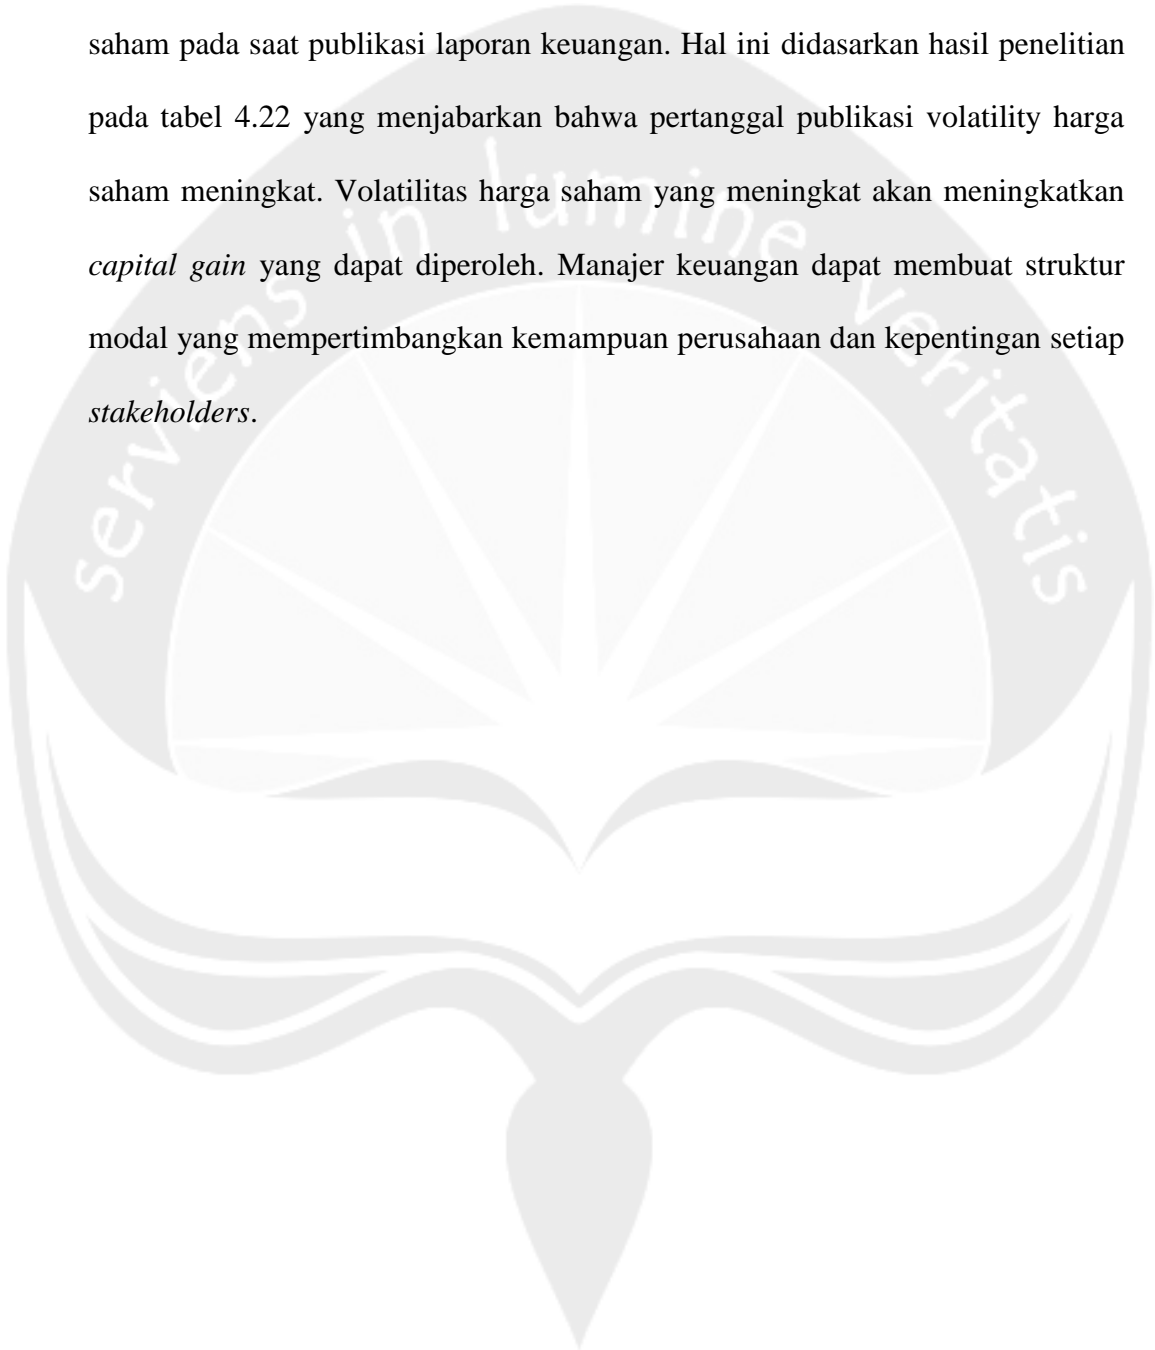 saham pada saat publikasi laporan keuangan. Hal ini didasarkan hasil penelitian
pada tabel 4.22 yang menjabarkan bahwa pertanggal publikasi volatility harga
saham meningkat. Volatilitas harga saham yang meningkat akan meningkatkan
capital gain yang dapat diperoleh. Manajer keuangan dapat membuat struktur
modal yang mempertimbangkan kemampuan perusahaan dan kepentingan setiap
stakeholders.
serviens in lumine veritatis